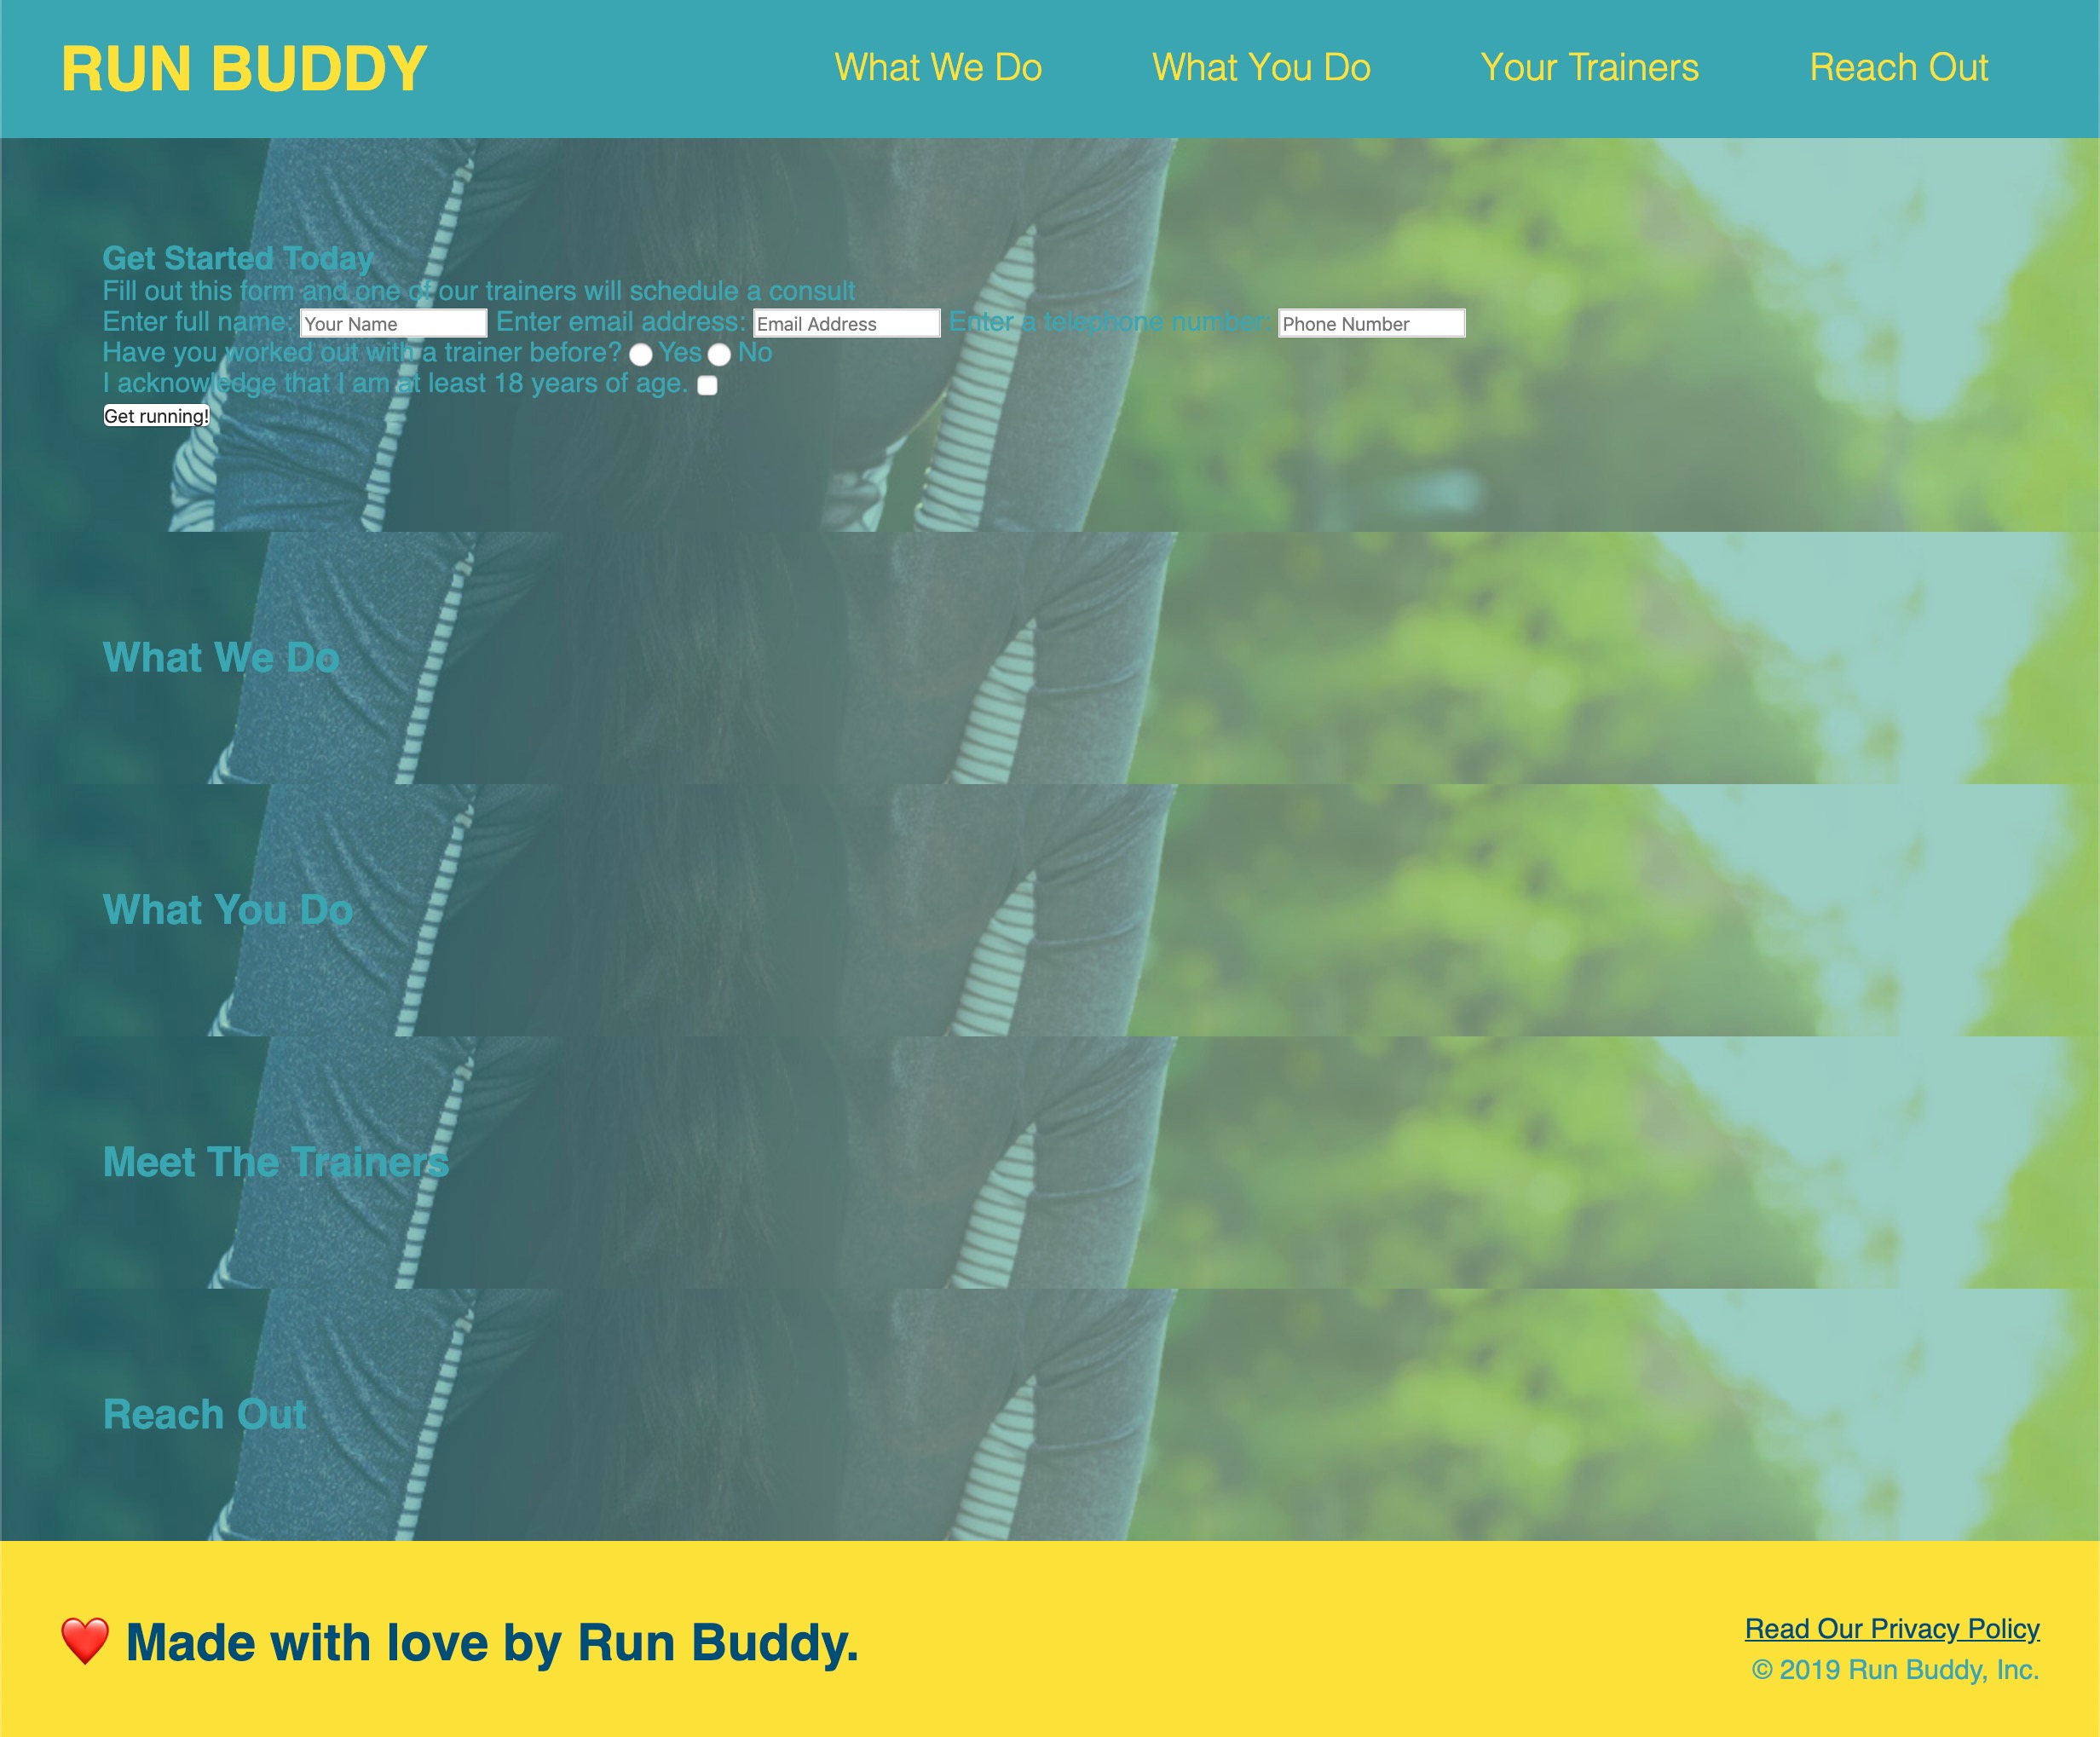 RUN BUDDY What We Do What You Do Your Trainers Reach Out
Get Started Today
Fill out this form and one of our trainers will schedule a consult
Enter full name: Your Name Enter email address: Email Address Enter a telephone number: Phone Number
Have you worked out with a trainer before? Yes No
I acknowledge that I am at least 18 years of age.
Get running!
What We Do
What You Do
Meet The Trainers
Reach Out
❤️ Made with love by Run Buddy.
Read Our Privacy Policy
© 2019 Run Buddy, Inc.